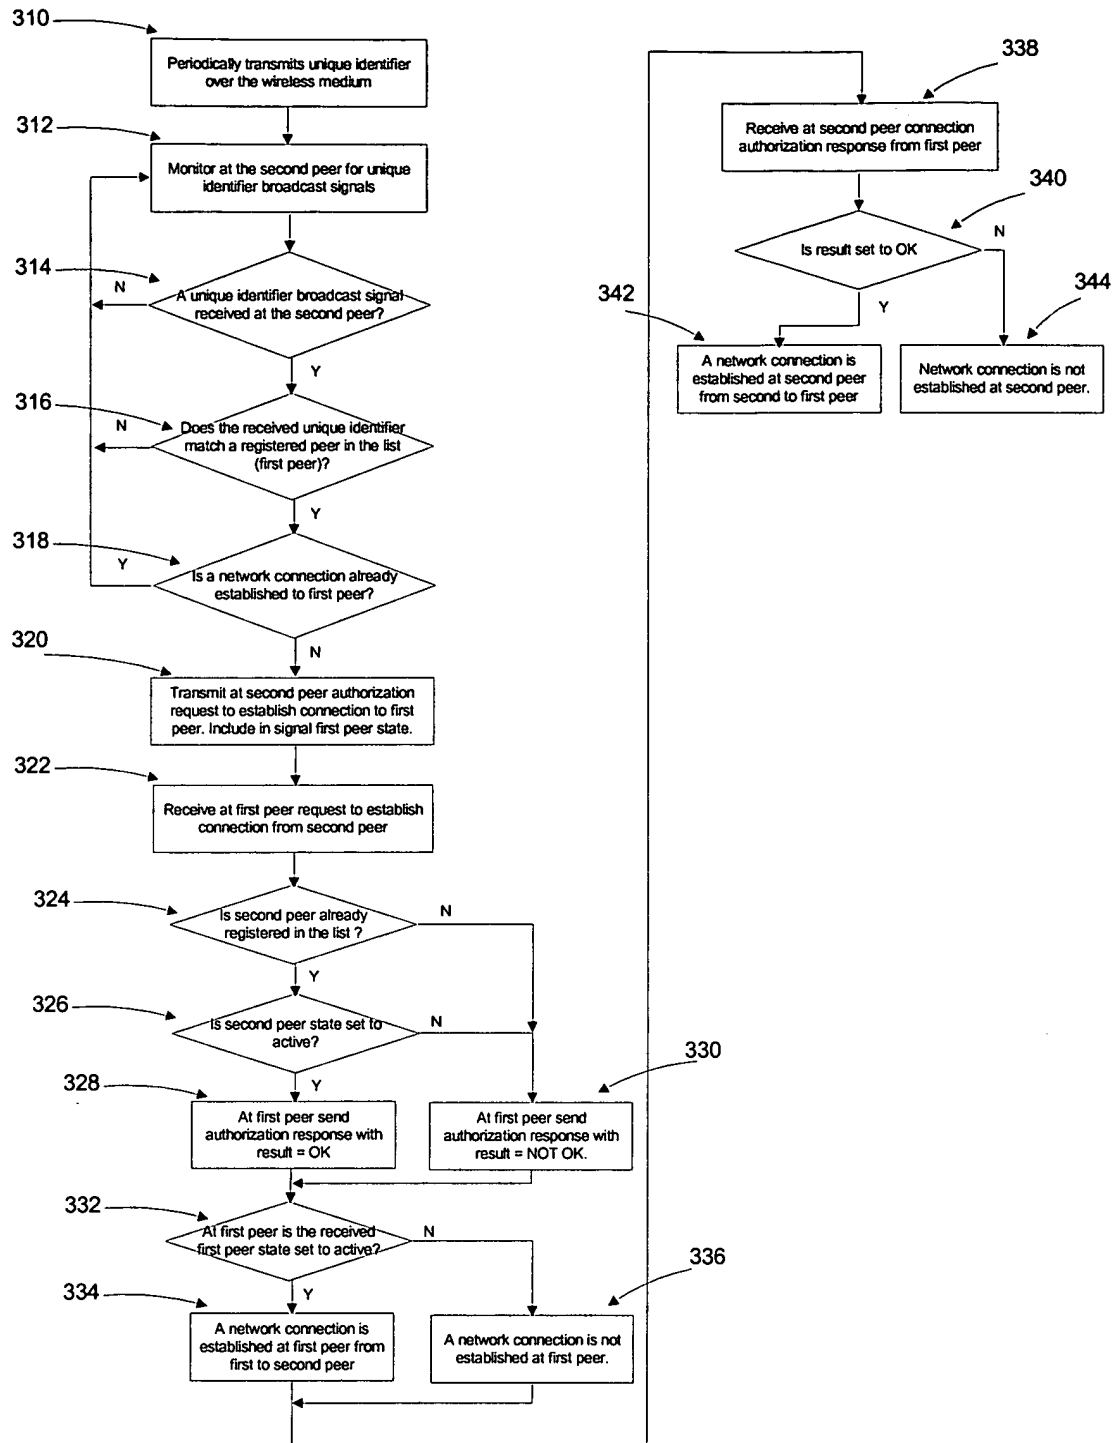 310
Periodically transmits unique identifier
over the wireless medium
312
Monitor at the second peer for unique
identifier broadcast signals
314
N
A unique identifier broadcast signal
received at the second peer?
Y
316
N
Does the received unique identifier
match a registered peer in the list
(first peer)?
Y
318
Y
Is a network connection already
established to first peer?
N
320
Transmit at second peer authorization
request to establish connection to first
peer. Include in signal first peer state.
322
Receive at first peer request to establish
connection from second peer
324
Is second peer already
registered in the list ?
N
Y
326
Is second peer state set to
active?
N
Y
328
At first peer send
authorization response with
result = OK
330
At first peer send
authorization response with
result = NOT OK.
332
At first peer is the received
first peer state set to active?
N
Y
334
A network connection is
established at first peer from
first to second peer
336
A network connection is not
established at first peer.
338
Receive at second peer connection
authorization response from first peer
340
Is result set to OK
N
Y
342
A network connection is
established at second peer
from second to first peer
344
Network connection is not
established at second peer.